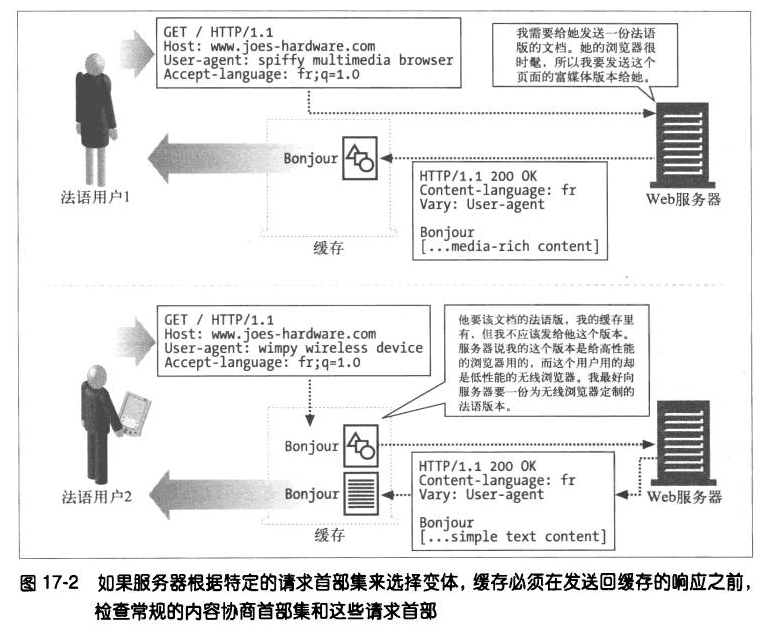 GET / HTTP/1.1
Host: www.joes-hardware.com
User-agent: spiffy multimedia browser
Accept-language: fr;q=1.0
我需要给她发送一份法语
版的文档。她的浏览器很
时髦，所以我要发送这个
页面的富媒体版本给她。
Bonjour
HTTP/1.1 200 OK
Content-language: fr
Vary: User-agent
Bonjour
[...media-rich content]
法语用户1
Web服务器
缓存
GET / HTTP/1.1
Host: www.joes-hardware.com
User-agent: wimpy wireless device
Accept-language: fr;q=1.0
他要该文档的法语版，我的缓存里
有，但我不应该发给他这个版本。
服务器说我的这个版本是给高性能
的浏览器用的，而这个用户用的却
是低性能的无线浏览器。我最好向
服务器要一份为无线浏览器定制的
法语版本。
Bonjour
Bonjour
HTTP/1.1 200 OK
Content-language: fr
Vary: User-agent
Bonjour
[...simple text content]
法语用户2
Web服务器
缓存
图 17-2 如果服务器根据特定的请求首部集来选择变体，缓存必须在发送回缓存的响应之前，
检查常规的内容协商首部集和这些请求首部